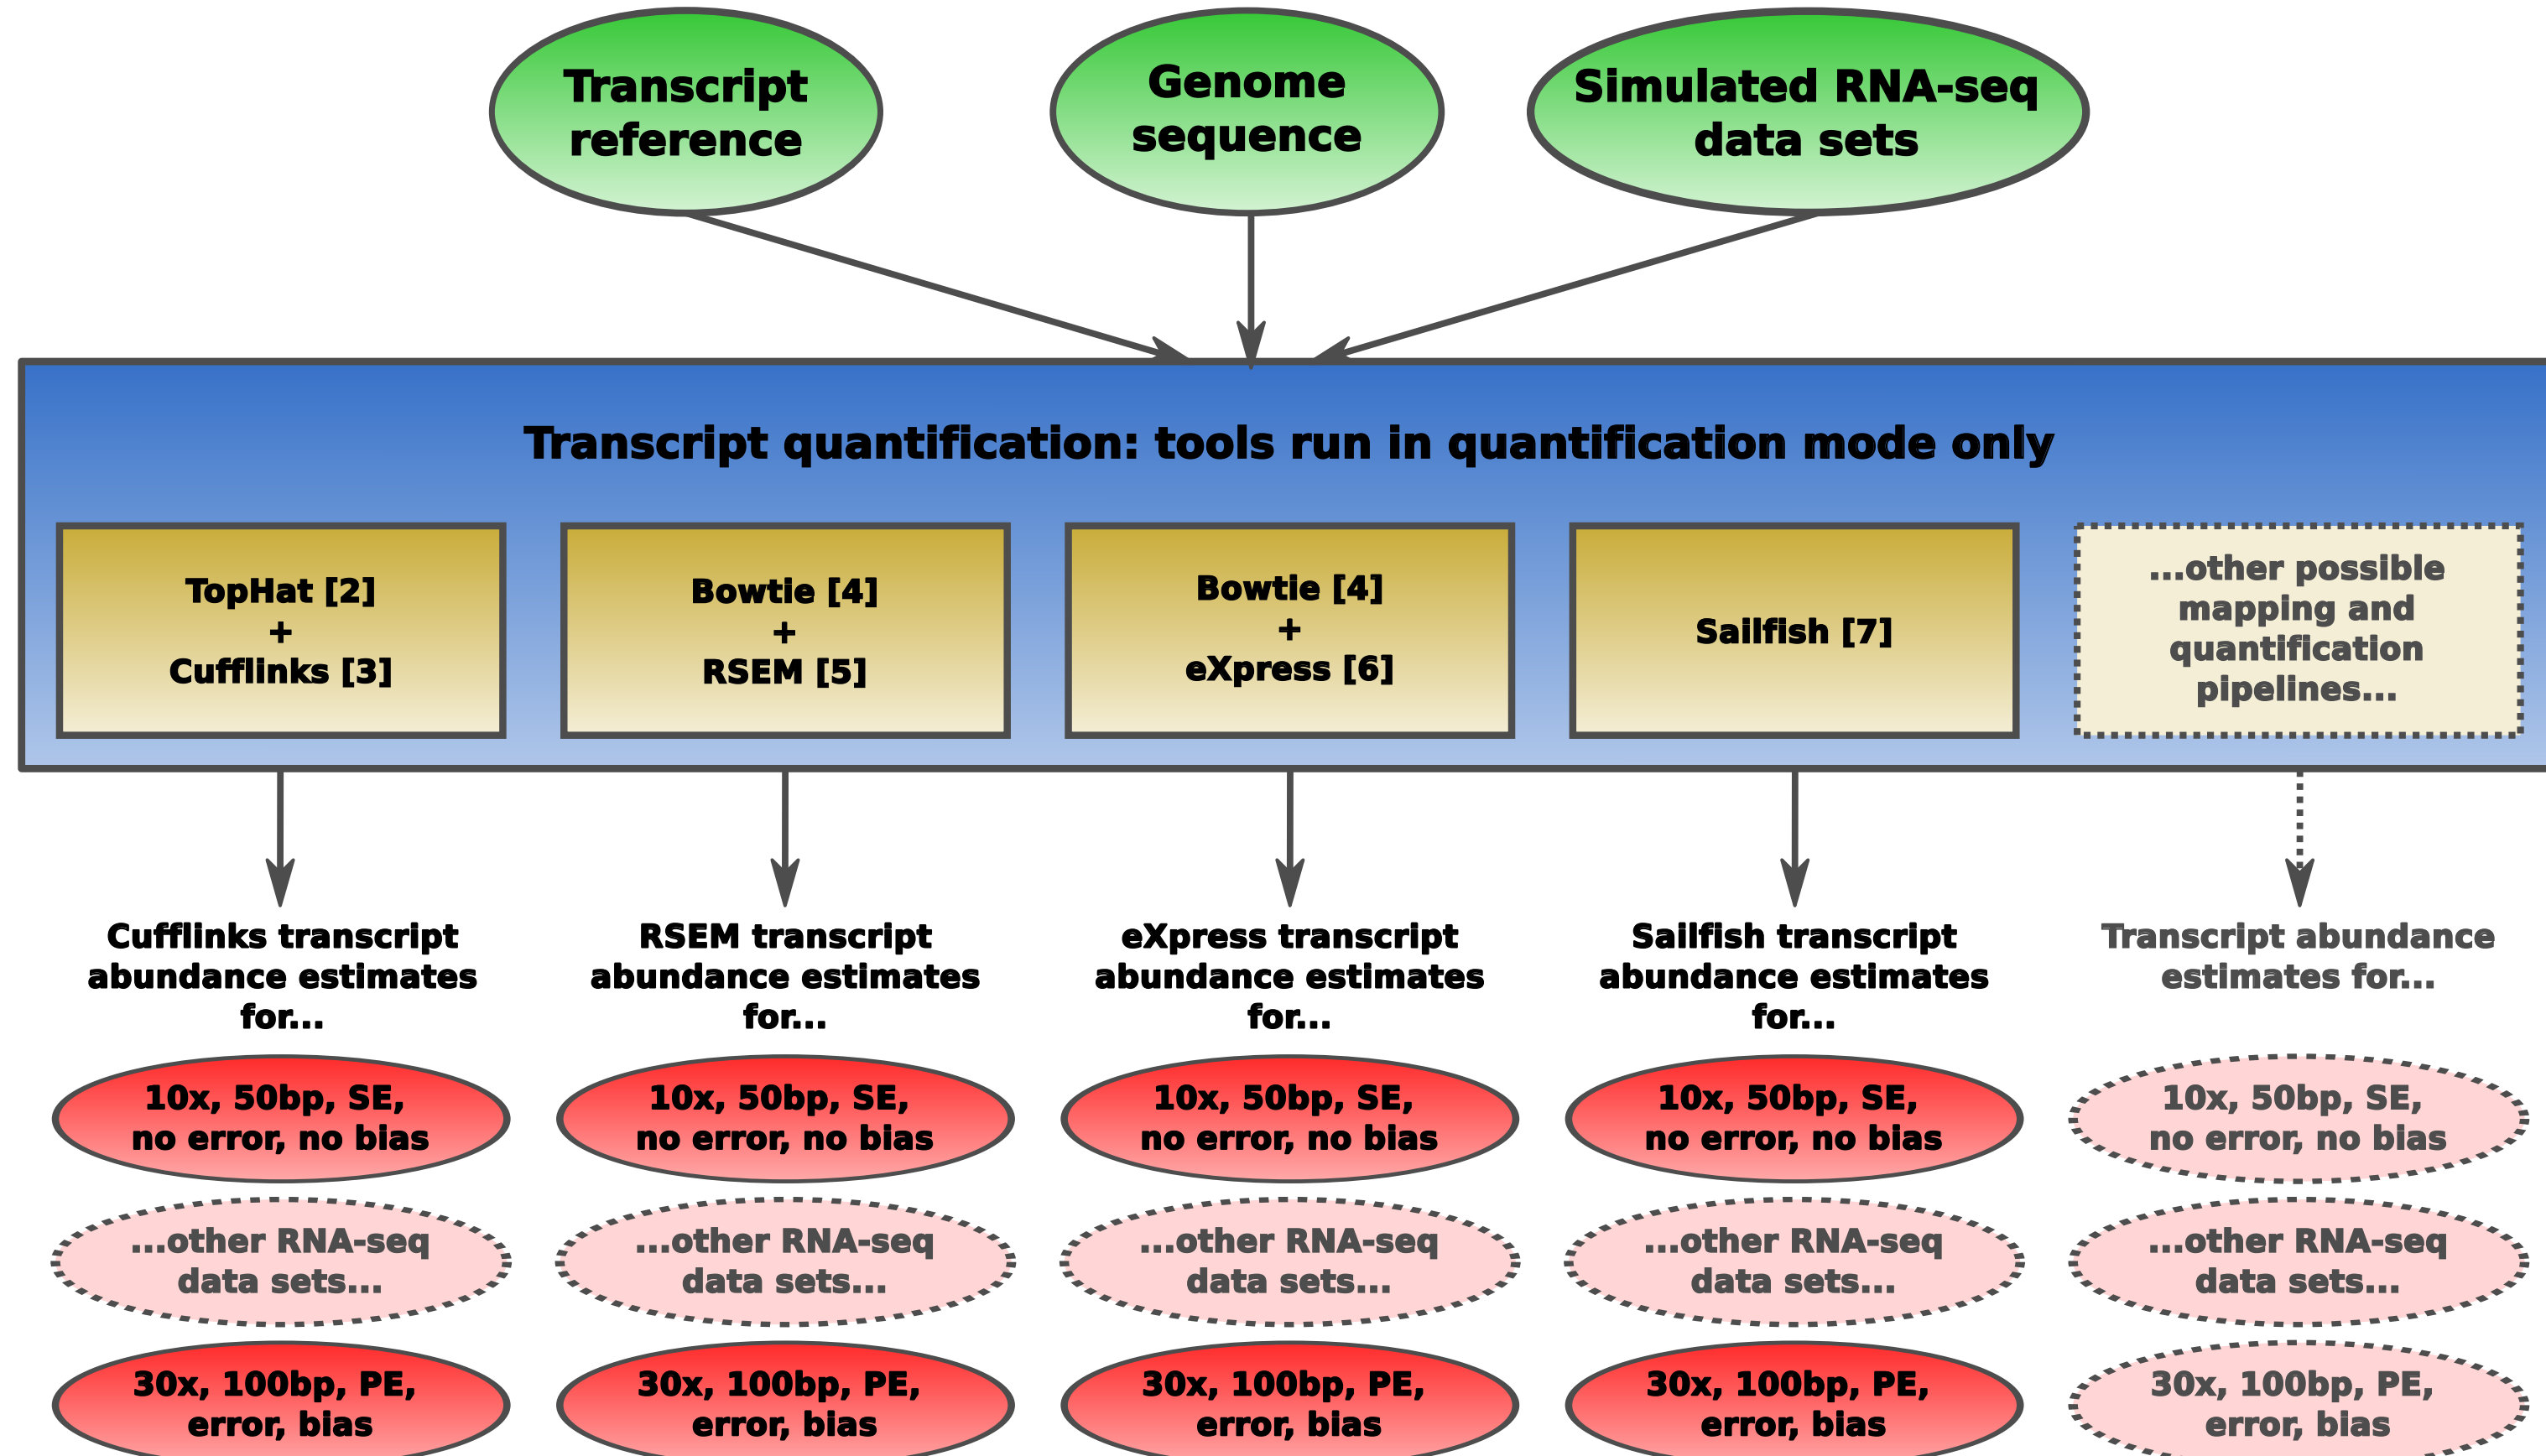 Transcript
reference
Genome
sequence
Simulated RNA-seq
data sets
Transcript quantification: tools run in quantification mode only
TopHat [2]
+
Cufflinks [3]
Bowtie [4]
+
RSEM [5]
Bowtie [4]
+
eXpress [6]
Sailfish [7]
...other possible
mapping and
quantification
pipelines...
Cufflinks transcript
abundance estimates
for...
RSEM transcript
abundance estimates
for...
eXpress transcript
abundance estimates
for...
Sailfish transcript
abundance estimates
for...
Transcript abundance
estimates for...
10x, 50bp, SE,
no error, no bias
10x, 50bp, SE,
no error, no bias
10x, 50bp, SE,
no error, no bias
10x, 50bp, SE,
no error, no bias
10x, 50bp, SE,
no error, no bias
...other RNA-seq
data sets...
...other RNA-seq
data sets...
...other RNA-seq
data sets...
...other RNA-seq
data sets...
...other RNA-seq
data sets...
30x, 100bp, PE,
error, bias
30x, 100bp, PE,
error, bias
30x, 100bp, PE,
error, bias
30x, 100bp, PE,
error, bias
30x, 100bp, PE,
error, bias